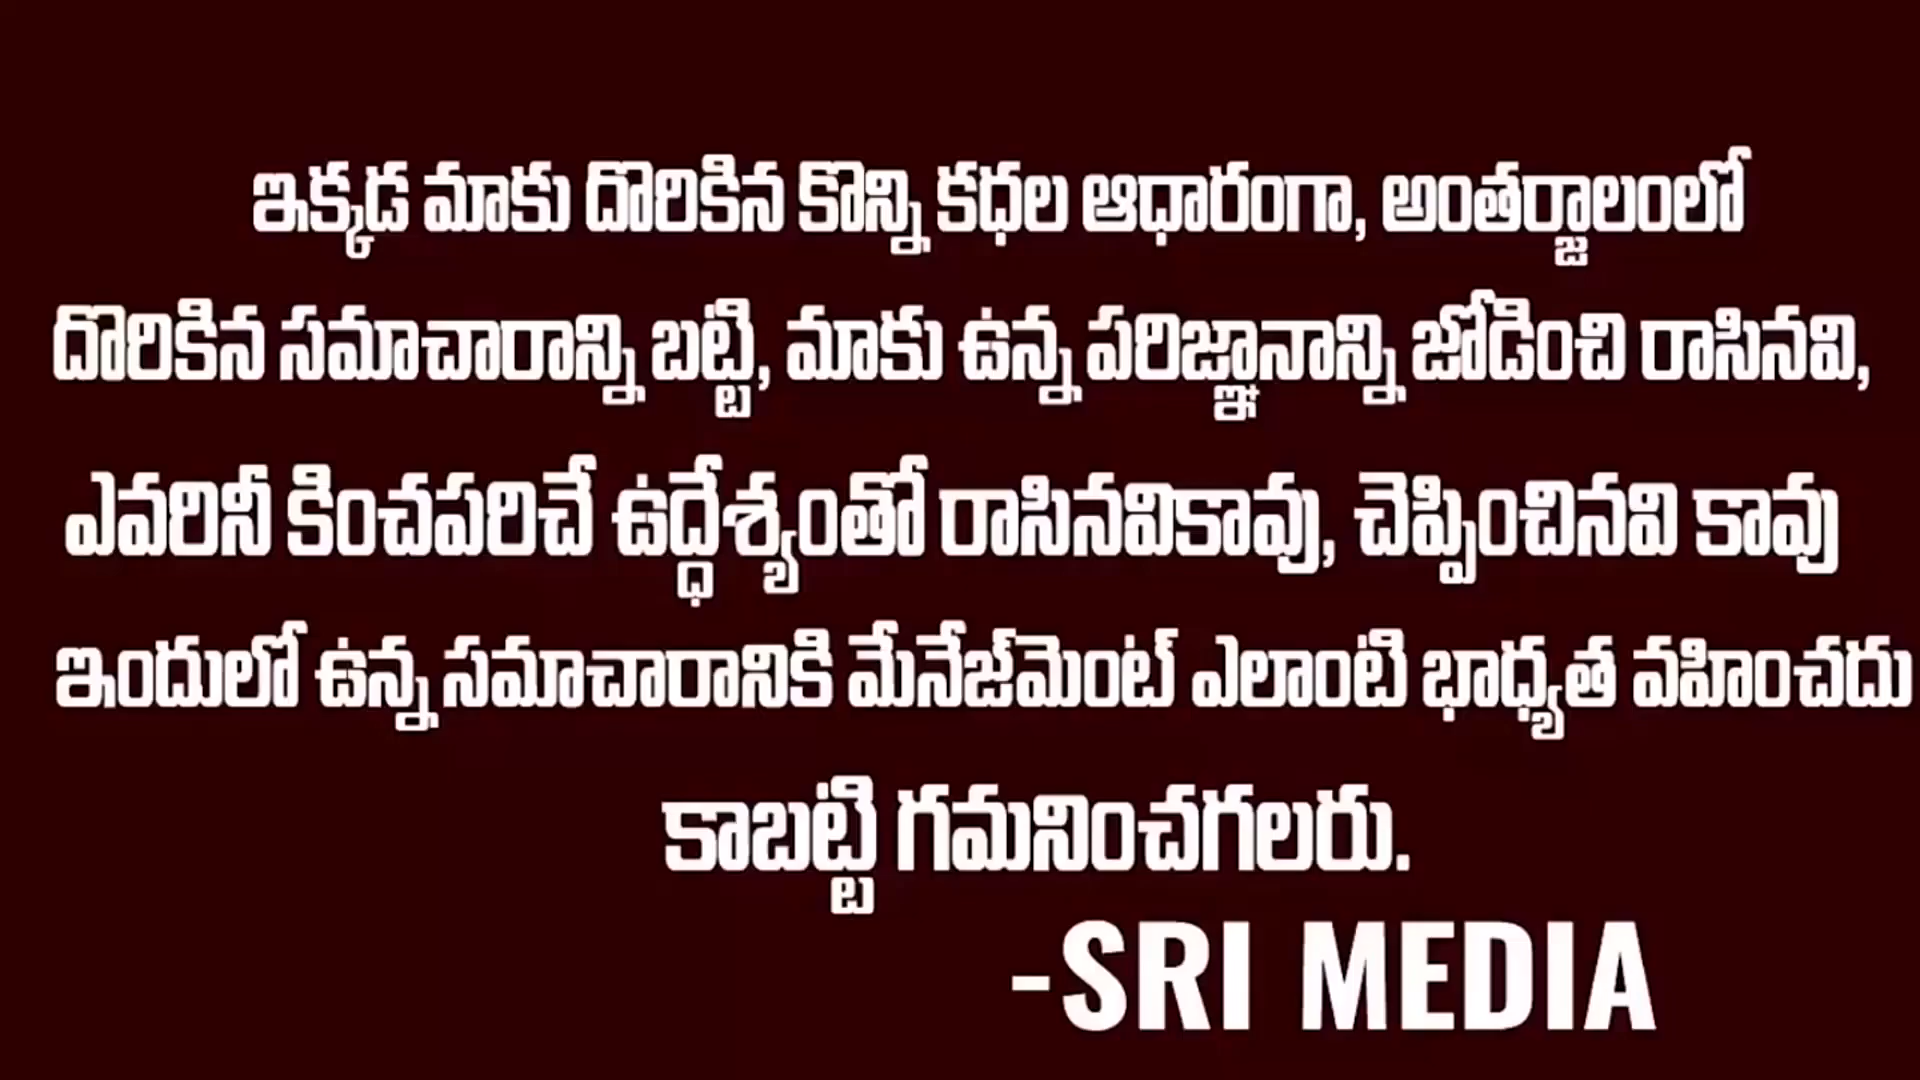 ఇక్కడ మాకు దొరికిన కొన్ని కధల ఆధారంగా, అంతర్జాలంలో
దొరికిన సమాచారాన్ని బట్టి, మాకు ఉన్న పరిజ్ఞానాన్ని జోడించి రాసినవి,
ఎవరినీ కించపరిచే ఉద్ధేశ్యంతో రాసినవికావు, చెప్పించినవి కావు
ఇందులో ఉన్న సమాచారానికి మేనేజ్‌మెంట్ ఎలాంటి భాధ్యత వహించదు
కాబట్టి గమనించగలరు.
-SRI MEDIA